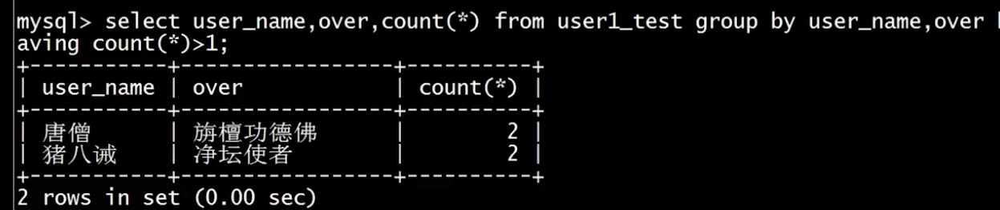 mysql> select user_name,over,count(*) from user1_test group by user_name,over h
aving count(*)>1;
+-----------+-----------------+----------+
| user_name | over            | count(*) |
+-----------+-----------------+----------+
| 唐僧      | 旃檀功德佛      |        2 |
| 猪八诫    | 净坛使者        |        2 |
+-----------+-----------------+----------+
2 rows in set (0.00 sec)